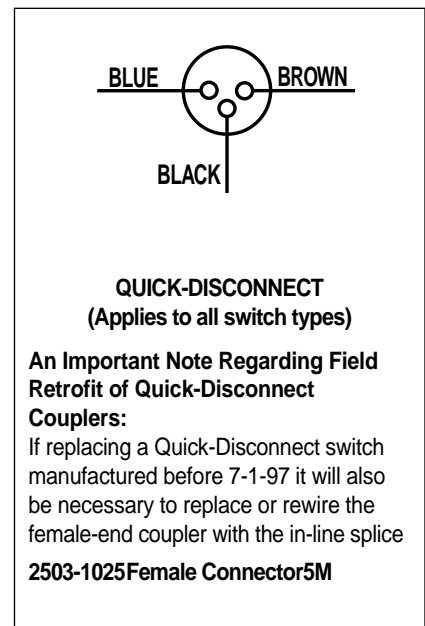 BLUE BROWN
BLACK
QUICK-DISCONNECT
(Applies to all switch types)
An Important Note Regarding Field
Retrofit of Quick-Disconnect
Couplers:
If replacing a Quick-Disconnect switch
manufactured before 7-1-97 it will also
be necessary to replace or rewire the
female-end coupler with the in-line splice
2503-1025Female Connector5M